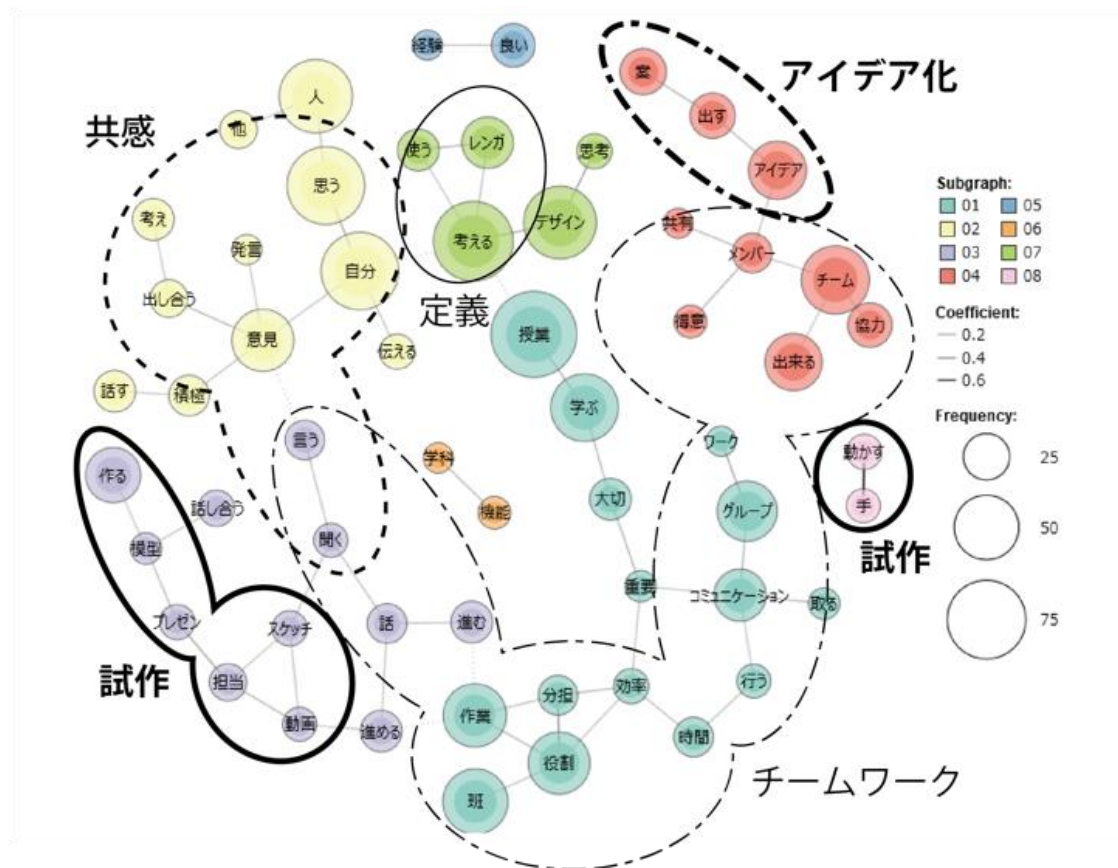 経験
良い
案
出す
アイデア
アイデア化
人
他
共感
使う
レンガ
思考
思う
考え
考える
デザイン
発言
自分
出し合う
意見
伝える
定義
話す
積極
共有
メンバー
チーム
得意
協力
出来る
授業
学ぶ
大切
重要
ワーク
グループ
コミュニケーション
取る
行う
時間
効率
分担
作業
役割
班
チームワーク
動かす
手
試作
言う
聞く
学科
機能
作る
話し合う
模型
プレゼン
スケッチ
話
進む
担当
動画
進める
試作
Subgraph:
01 05
02 06
03 07
04 08
Coefficient:
0.2
0.4
0.6
Frequency:
25
50
75